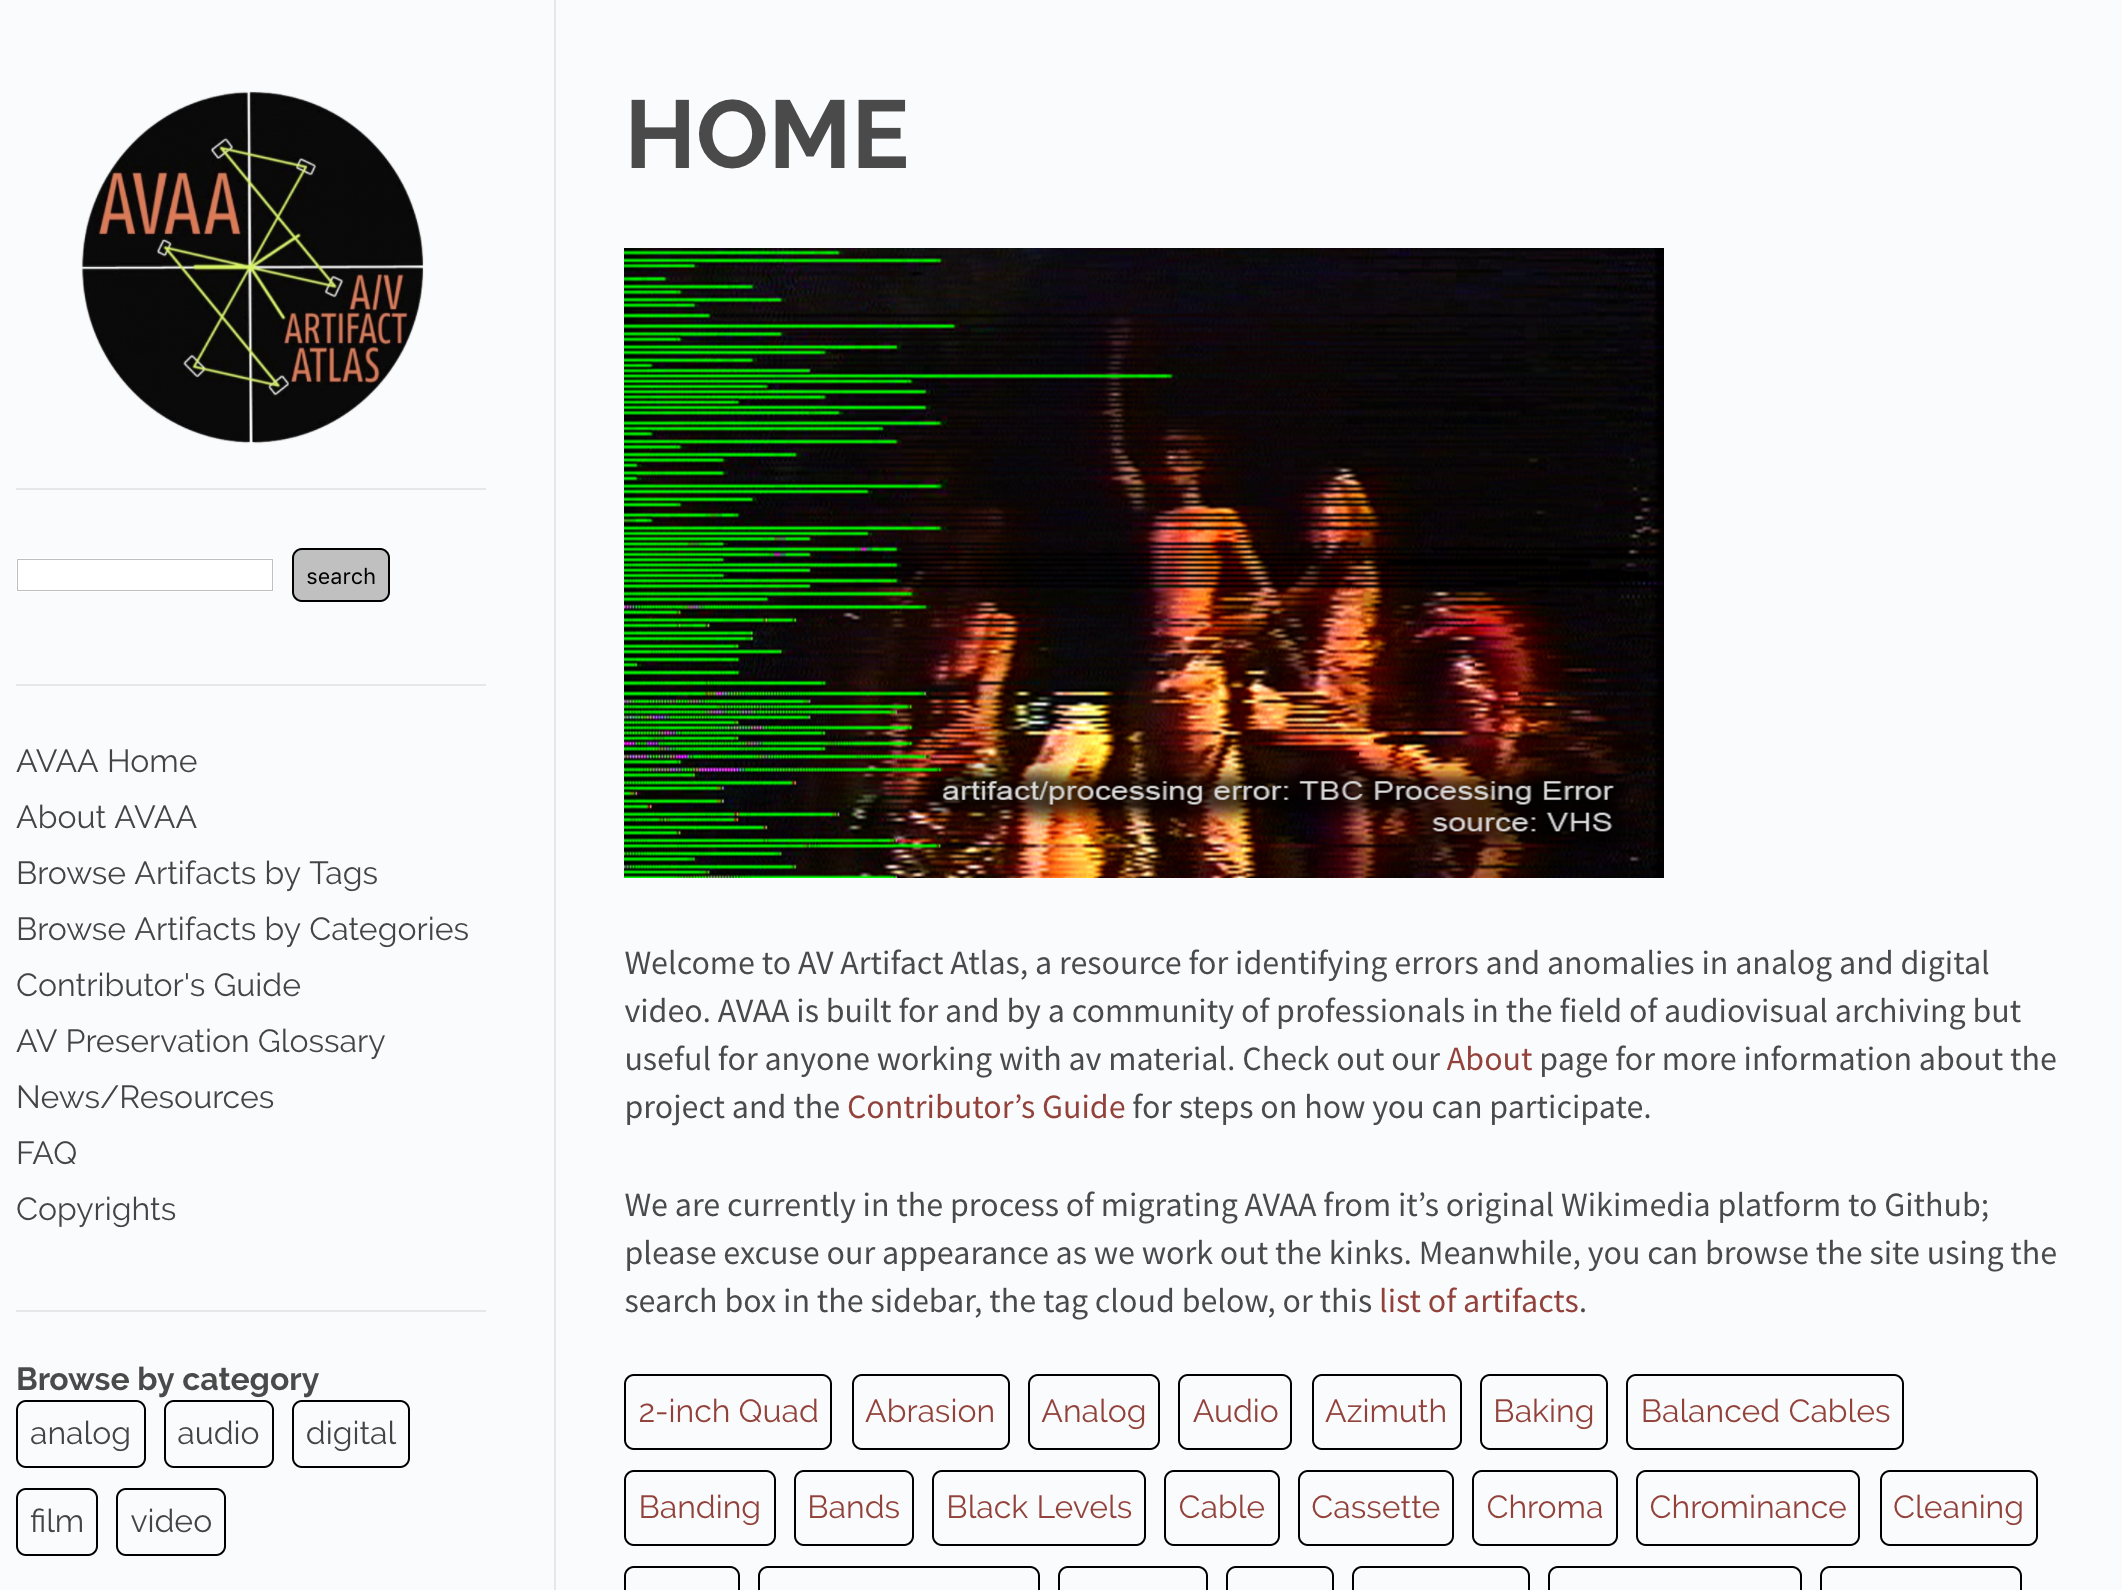 AVAA
A/V
ARTIFACT
ATLAS
search
AVAA Home
About AVAA
Browse Artifacts by Tags
Browse Artifacts by Categories
Contributor's Guide
AV Preservation Glossary
News/Resources
FAQ
Copyrights
Browse by category
analog audio digital
film video
HOME
artifact/processing error: TBC Processing Error
source: VHS
Welcome to AV Artifact Atlas, a resource for identifying errors and anomalies in analog and digital
video. AVAA is built for and by a community of professionals in the field of audiovisual archiving but
useful for anyone working with av material. Check out our About page for more information about the
project and the Contributor’s Guide for steps on how you can participate.
We are currently in the process of migrating AVAA from it’s original Wikimedia platform to Github;
please excuse our appearance as we work out the kinks. Meanwhile, you can browse the site using the
search box in the sidebar, the tag cloud below, or this list of artifacts.
2-inch Quad Abrasion Analog Audio Azimuth Baking Balanced Cables
Banding Bands Black Levels Cable Cassette Chroma Chrominance Cleaning